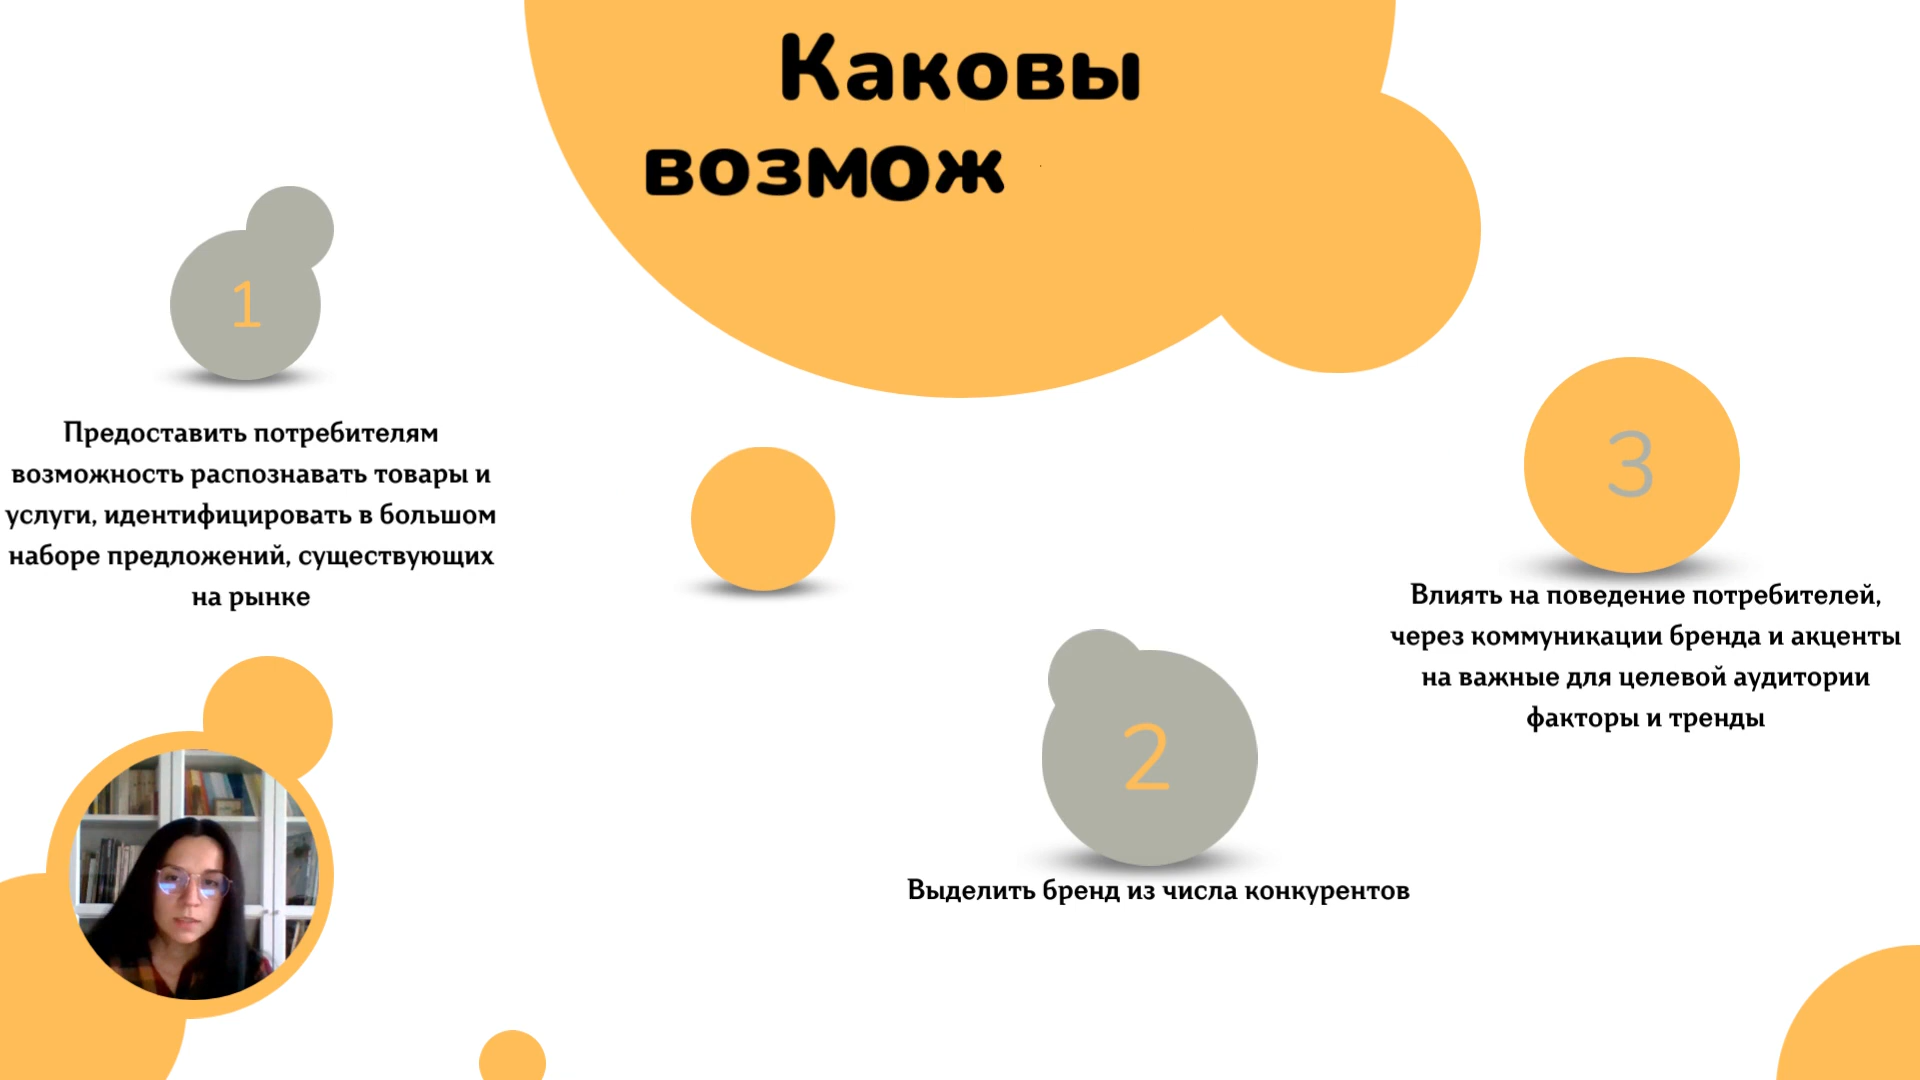 Каковы
возмож
1
Предоставить потребителям
возможность распознавать товары и
услуги, идентифицировать в большом
наборе предложений, существующих
на рынке
2
Выделить бренд из числа конкурентов
3
Влиять на поведение потребителей,
через коммуникации бренда и акценты
на важные для целевой аудитории
факторы и тренды